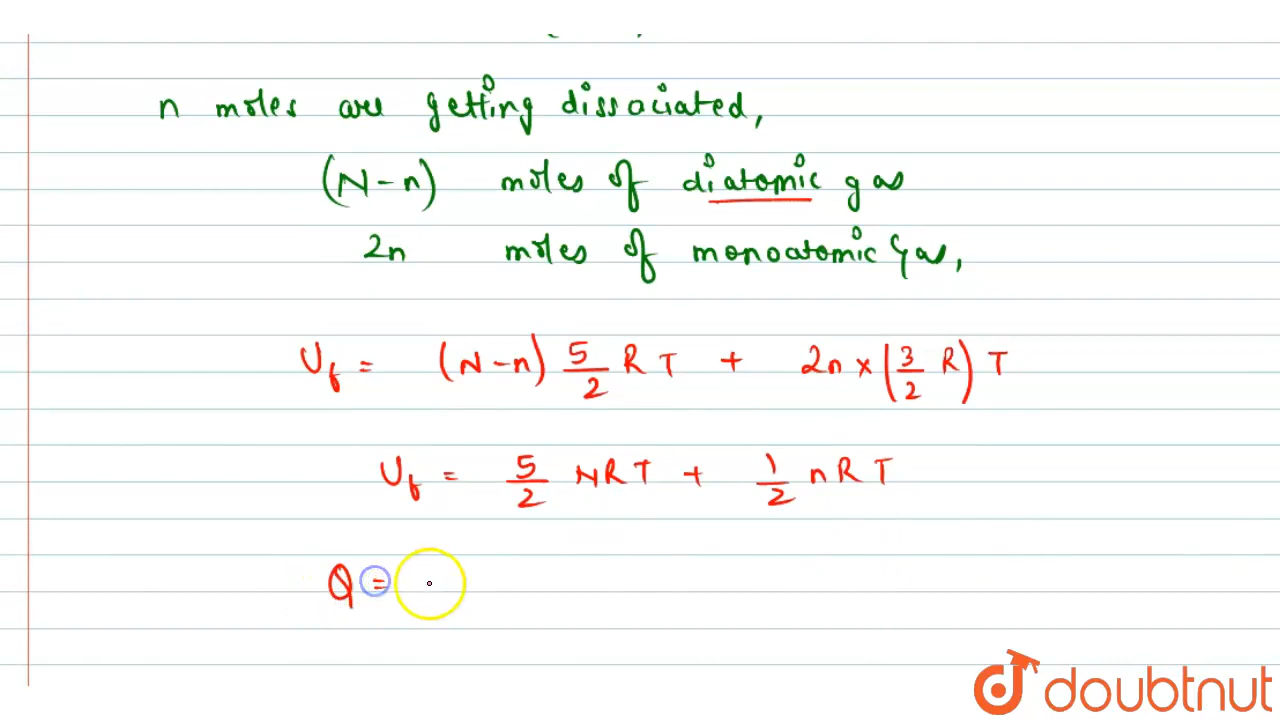 n moles are getting dissociated,
(N-n) moles of diatomic gas
2n moles of monoatomic gas,
U_f = (N-n) 5/2 R T + 2n × (3/2 R) T
U_f = 5/2 NRT + 1/2 nRT
Q =
doubtnut